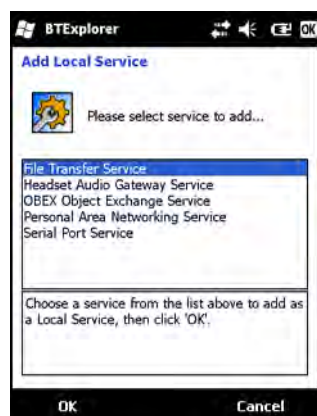 BTExplorer
OK
Add Local Service
Please select service to add...
File Transfer Service
Headset Audio Gateway Service
OBEX Object Exchange Service
Personal Area Networking Service
Serial Port Service
Choose a service from the list above to add as
a Local Service, then click 'OK'.
OK Cancel